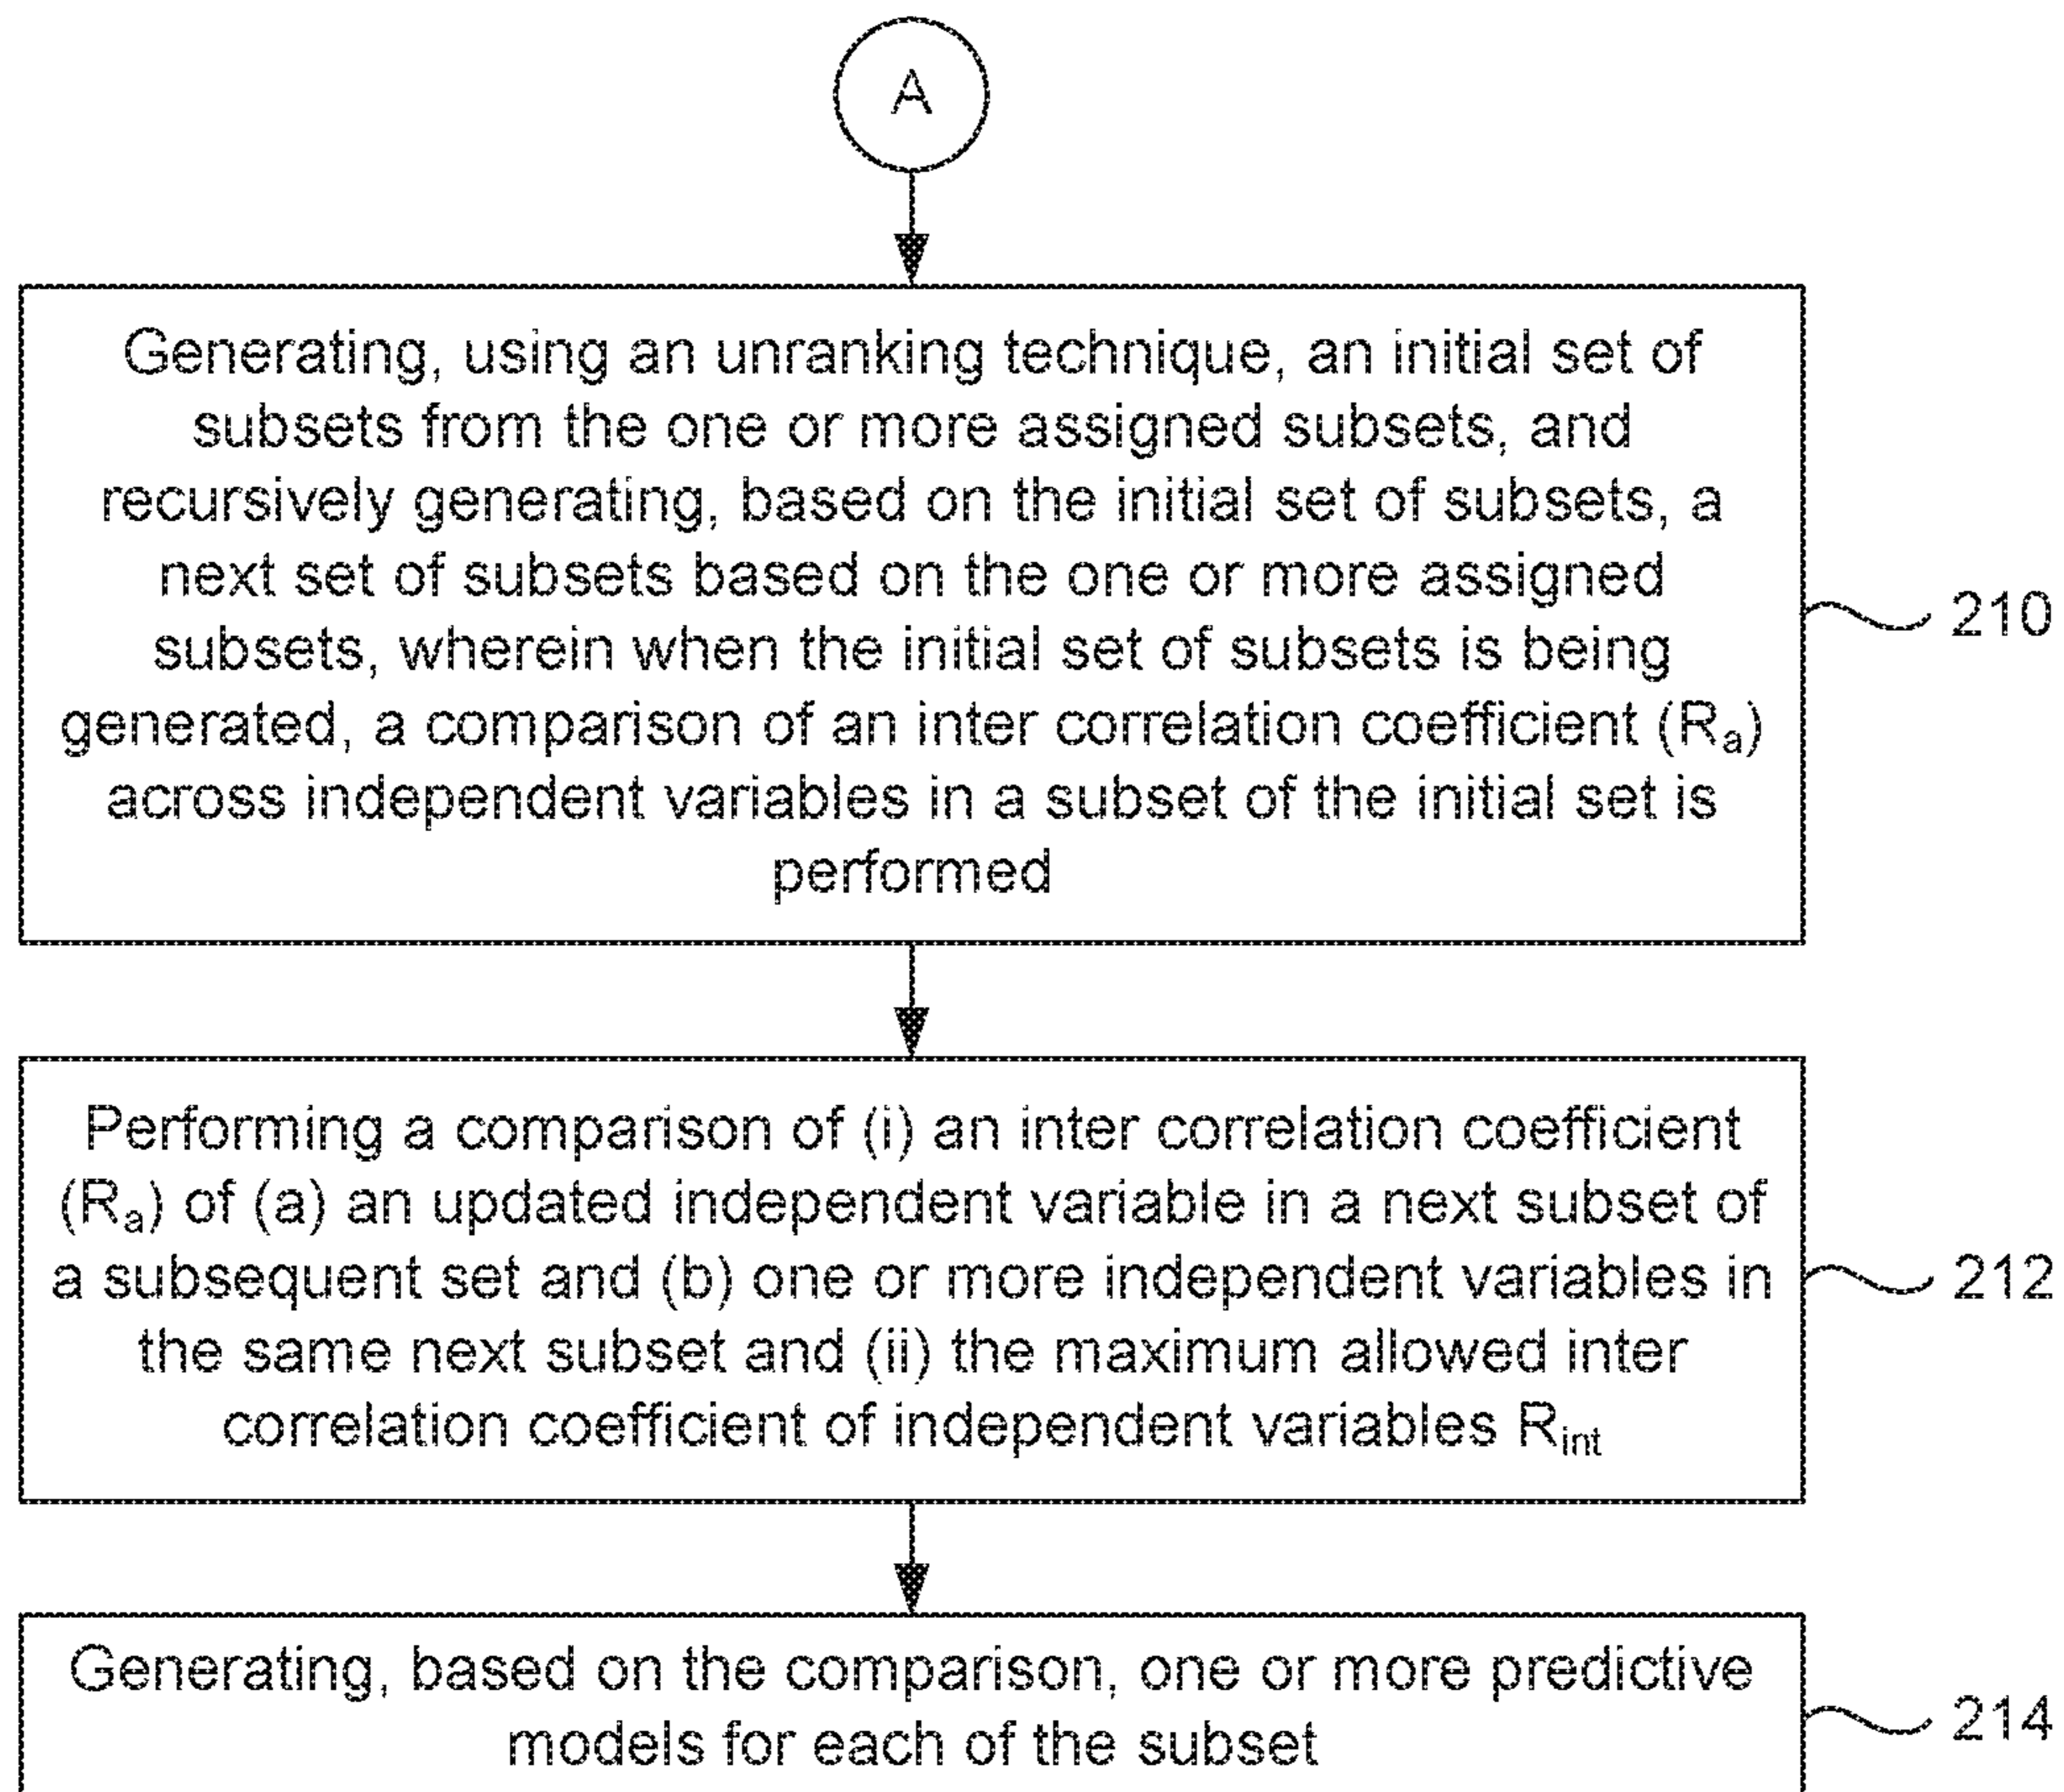 A
Generating, using an unranking technique, an initial set of
subsets from the one or more assigned subsets, and
recursively generating, based on the initial set of subsets, a
next set of subsets based on the one or more assigned
subsets, wherein when the initial set of subsets is being
generated, a comparison of an inter correlation coefficient (Rₐ)
across independent variables in a subset of the initial set is
performed
210
Performing a comparison of (i) an inter correlation coefficient
(Rₐ) of (a) an updated independent variable in a next subset of
a subsequent set and (b) one or more independent variables in
the same next subset and (ii) the maximum allowed inter
correlation coefficient of independent variables Rᵢₙₜ
212
Generating, based on the comparison, one or more predictive
models for each of the subset
214